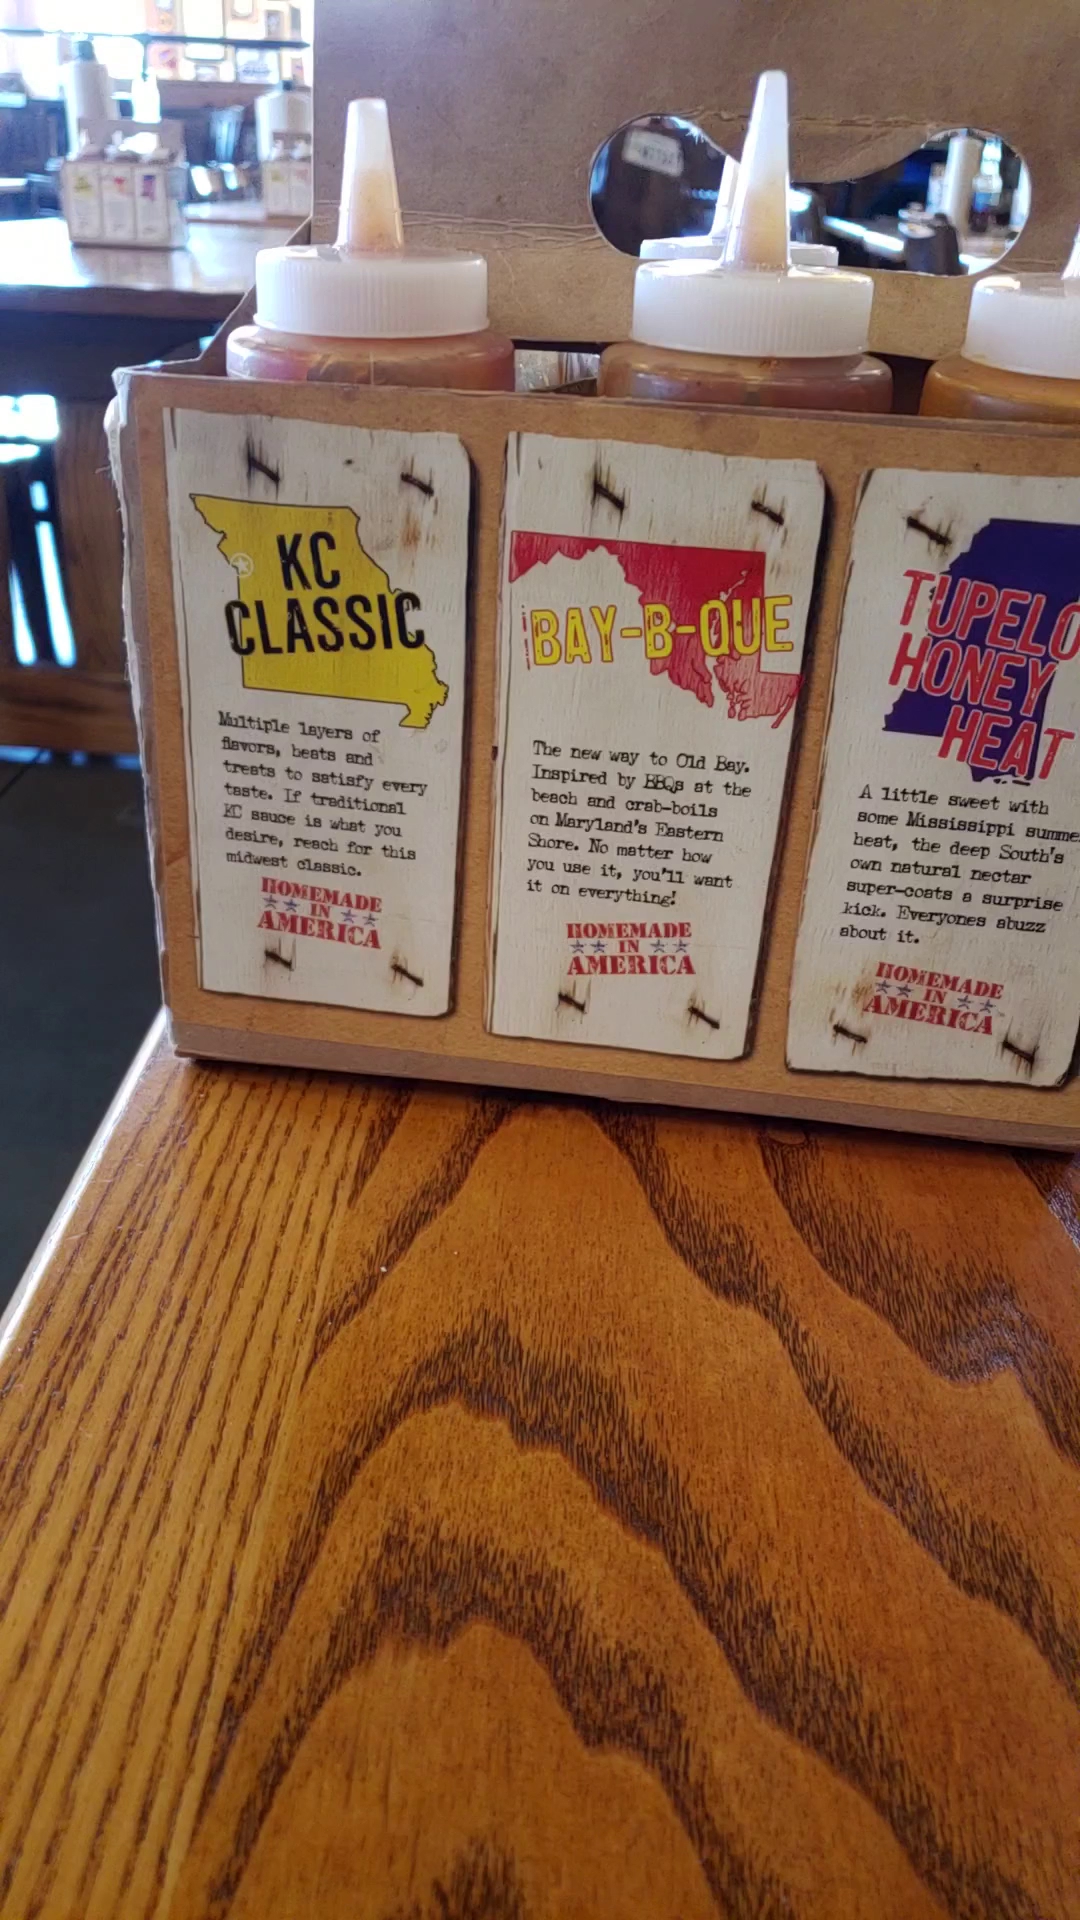 KC
CLASSIC
Multiple layers of
flavors, heats and
treats to satisfy every
taste. If traditional
KC sauce is what you
desire, reach for this
midwest classic.
HOMEMADE
IN
AMERICA
BAY-B-QUE
The new way to Old Bay.
Inspired by BBQs at the
beach and crab-boils
on Maryland's Eastern
Shore. No matter how
you use it, you'll want
it on everything!
HOMEMADE
IN
AMERICA
TUPELO
HONEY
HEAT
A little sweet with
some Mississippi summe
heat, the deep South's
own natural nectar
super-coats a surprise
kick. Everyones abuzz
about it.
HOMEMADE
IN
AMERICA